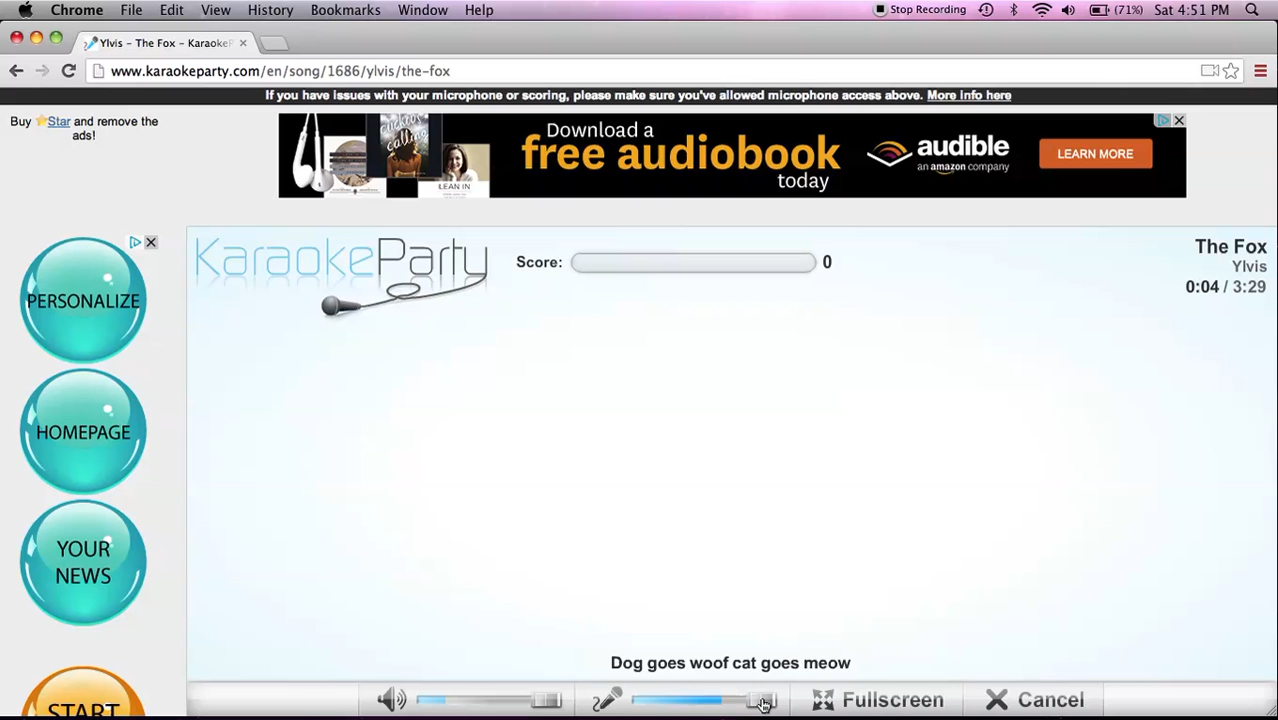 Chrome File Edit View History Bookmarks Window Help Stop Recording (71%) Sat 4:51 PM
Ylvis - The Fox - KaraokeP
www.karaokeparty.com/en/song/1686/ylvis/the-fox
If you have issues with your microphone or scoring, please make sure you've allowed microphone access above. More info here
Buy Star and remove the
ads!
Download a
free audiobook
today
LEAN IN
audible
an amazon company
LEARN MORE
KaraokeParty
Score: 0
The Fox
Ylvis
0:04 / 3:29
PERSONALIZE
HOMEPAGE
YOUR
NEWS
START
Dog goes woof cat goes meow
Fullscreen
Cancel